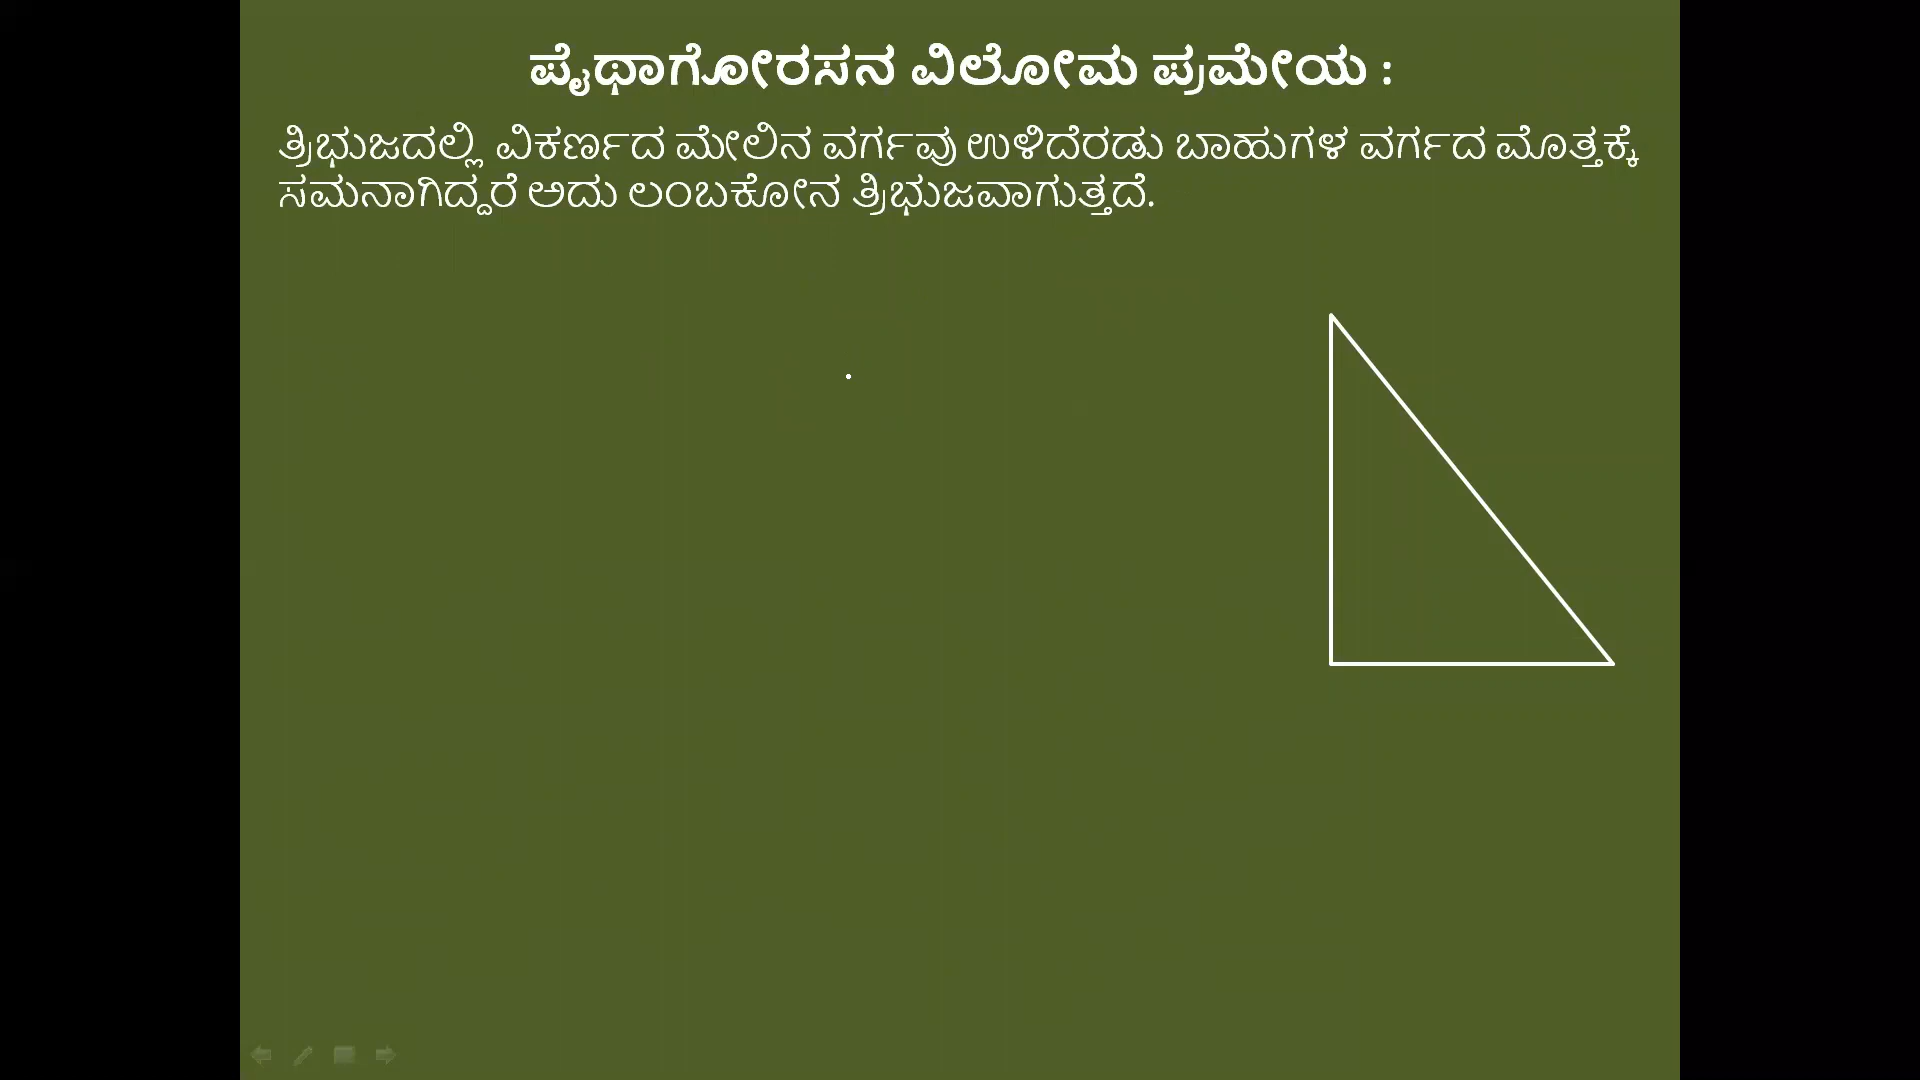 ಪೈಥಾಗೋರಸನ ವಿಲೋಮ ಪ್ರಮೇಯ :
ತ್ರಿಭುಜದಲ್ಲಿ ವಿಕರ್ಣದ ಮೇಲಿನ ವರ್ಗವು ಉಳಿದೆರಡು ಬಾಹುಗಳ ವರ್ಗದ ಮೊತ್ತಕ್ಕೆ
ಸಮನಾಗಿದ್ದರೆ ಅದು ಲಂಬಕೋನ ತ್ರಿಭುಜವಾಗುತ್ತದೆ.